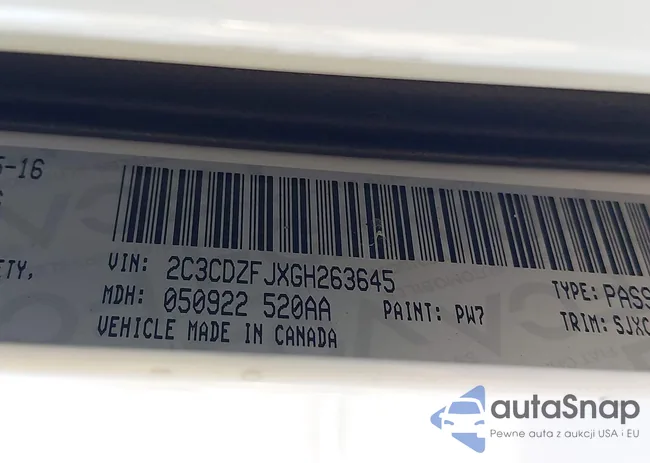 5-16
ETY,
VIN: 2C3CDZFJXGH263645
TYPE: PASS
MDH: 050922 520AA
PAINT: PW7
TRIM: SJXC
VEHICLE MADE IN CANADA
autaSnap
Pewne auta z aukcji USA i EU